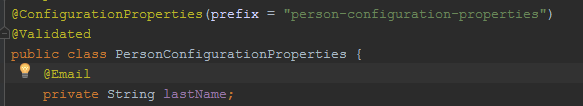 @ConfigurationProperties(prefix = "person-configuration-properties")
@Validated
public class PersonConfigurationProperties {
@Email
private String lastName;